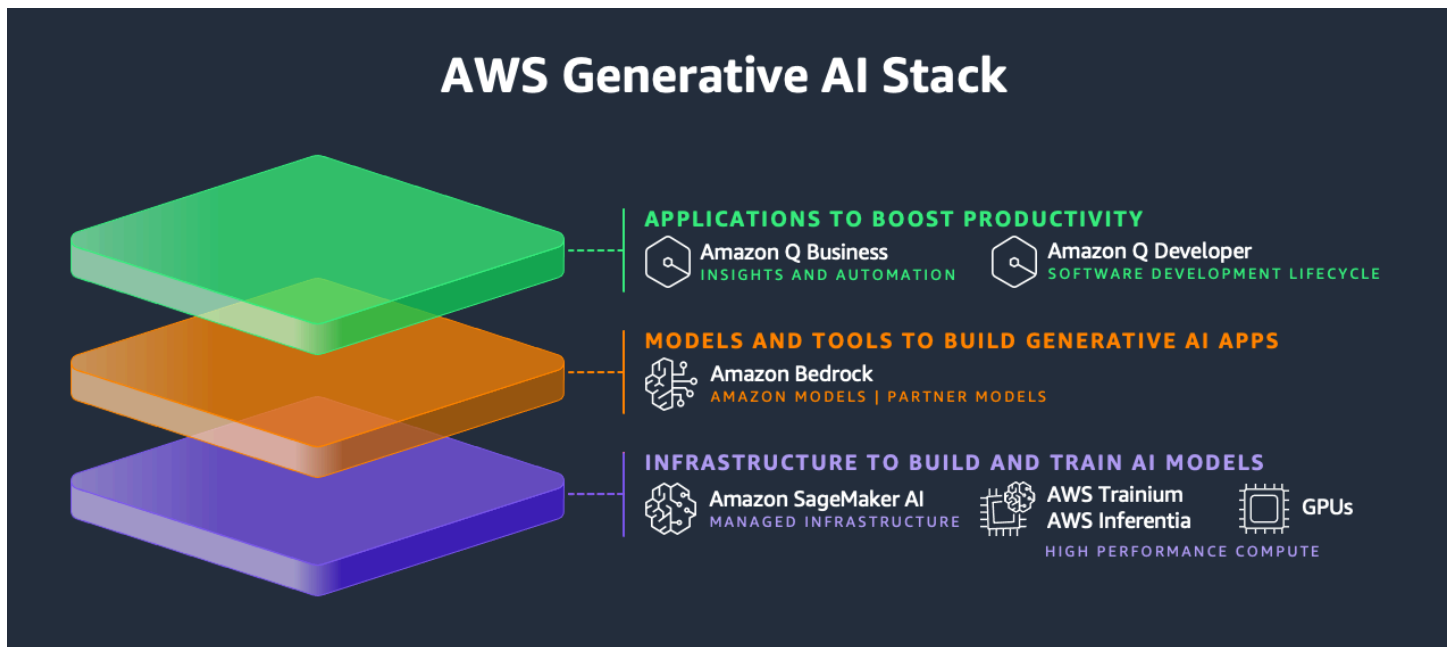 AWS Generative AI Stack
APPLICATIONS TO BOOST PRODUCTIVITY
Amazon Q Business
INSIGHTS AND AUTOMATION
Amazon Q Developer
SOFTWARE DEVELOPMENT LIFECYCLE
MODELS AND TOOLS TO BUILD GENERATIVE AI APPS
Amazon Bedrock
AMAZON MODELS | PARTNER MODELS
INFRASTRUCTURE TO BUILD AND TRAIN AI MODELS
Amazon SageMaker AI
MANAGED INFRASTRUCTURE
AWS Trainium
AWS Inferentia
GPUs
HIGH PERFORMANCE COMPUTE